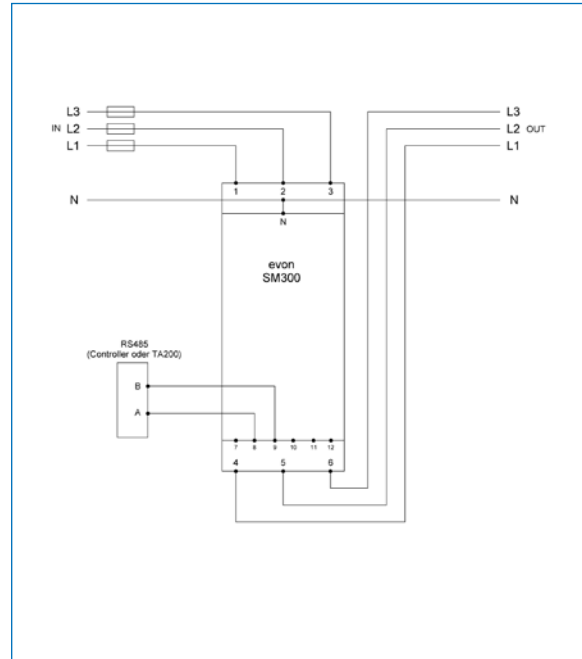 L3 L3
IN L2 L2 OUT
L1 L1
N N
1 2 3
N
evon
SM300
RS485
(Controller oder TA200)
B
A
7 8 9 10 11 12
4 5 6